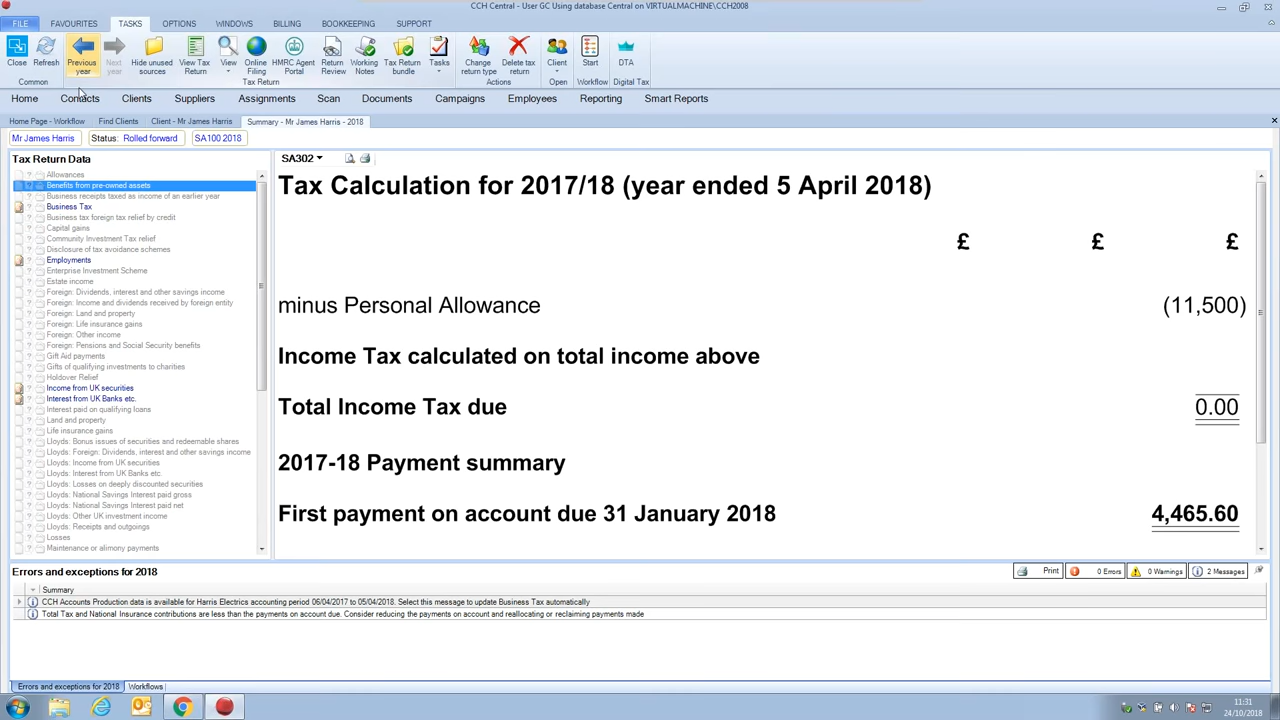 CCH Central - User GC Using database Central on VIRTUALMACHINE\CCH2008
FILE FAVOURITES TASKS OPTIONS WINDOWS BILLING BOOKKEEPING SUPPORT
Close Refresh Previous year Next year Hide unused sources View Tax Return View Online Filing HMRC Agent Portal Return Review Working Notes Tax Return bundle Tasks Change return type Delete tax return Client Start DTA
Common Tax Return Actions Open Workflow Digital Tax
Home Contacts Clients Suppliers Assignments Scan Documents Campaigns Employees Reporting Smart Reports
Home Page - Workflow Find Clients Client - Mr James Harris Summary - Mr James Harris - 2018
Mr James Harris Status: Rolled forward SA100 2018
Tax Return Data
Allowances
Benefits from pre-owned assets
Business receipts taxed as income of an earlier year
Business Tax
Business tax foreign tax relief by credit
Capital gains
Community Investment Tax relief
Disclosure of tax avoidance schemes
Employments
Enterprise Investment Scheme
Estate income
Foreign: Dividends, interest and other savings income
Foreign: Income and dividends received by foreign entity
Foreign: Land and property
Foreign: Life insurance gains
Foreign: Other income
Foreign: Pensions and Social Security benefits
Gift Aid payments
Gifts of qualifying investments to charities
Holdover Relief
Income from UK securities
Interest from UK Banks etc.
Interest paid on qualifying loans
Land and property
Life insurance gains
Lloyds: Bonus issues of securities and redeemable shares
Lloyds: Foreign: Dividends, interest and other savings income
Lloyds: Income from UK securities
Lloyds: Interest from UK Banks etc.
Lloyds: Losses on deeply discounted securities
Lloyds: National Savings Interest paid gross
Lloyds: National Savings Interest paid net
Lloyds: Other UK investment income
Lloyds: Receipts and outgoings
Losses
Maintenance or alimony payments
SA302
Tax Calculation for 2017/18 (year ended 5 April 2018)
£ £ £
minus Personal Allowance (11,500)
Income Tax calculated on total income above
Total Income Tax due 0.00
2017-18 Payment summary
First payment on account due 31 January 2018 4,465.60
Errors and exceptions for 2018 Print 0 Errors 0 Warnings 2 Messages
Summary
CCH Accounts Production data is available for Harris Electrics accounting period 06/04/2017 to 05/04/2018. Select this message to update Business Tax automatically
Total Tax and National Insurance contributions are less than the payments on account due. Consider reducing the payments on account and reallocating or reclaiming payments made
Errors and exceptions for 2018 Workflows
11:31
24/10/2018